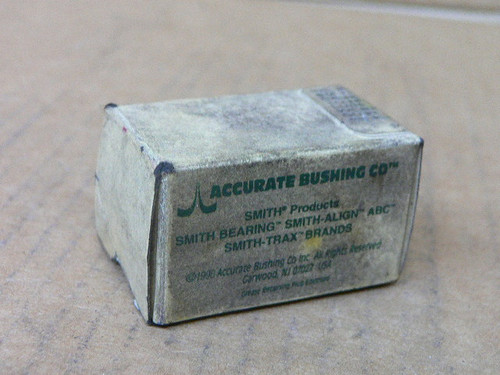 ACCURATE BUSHING CO™
SMITH® Products
SMITH BEARING™ SMITH-ALIGN™ ABC™
SMITH-TRAX™ BRANDS
©1990 Accurate Bushing Co Inc. All Rights Reserved
Garwood, NJ 07027 USA